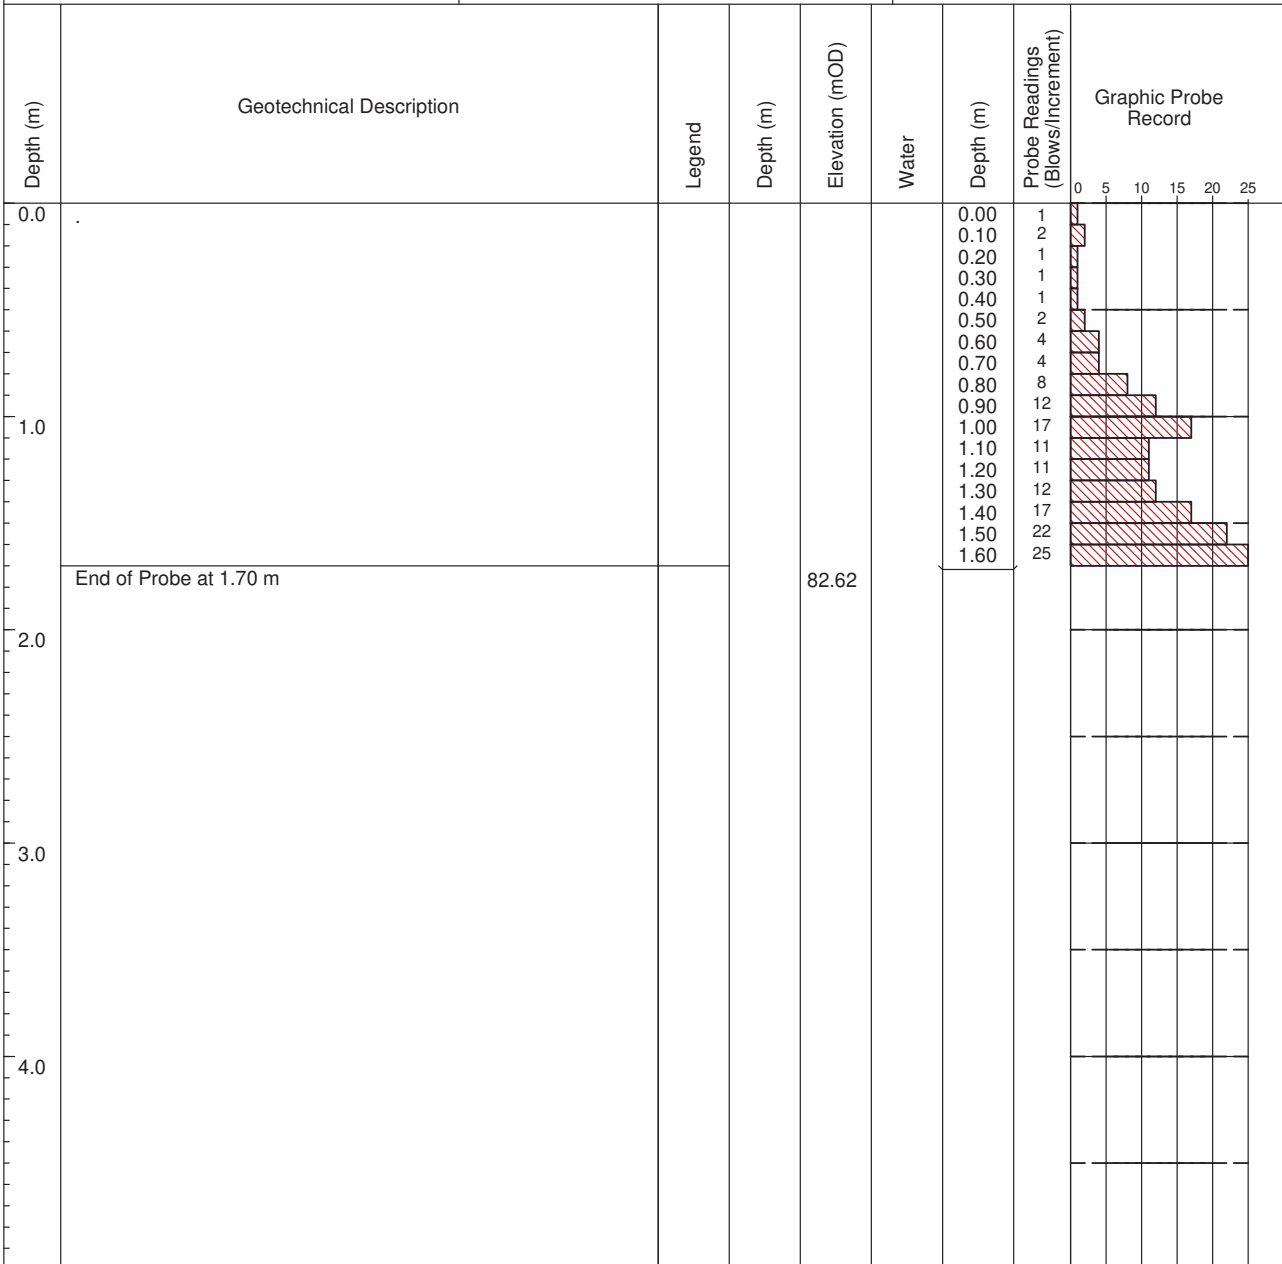 Depth (m)
Geotechnical Description
Legend
Depth (m)
Elevation (mOD)
Water
Depth (m)
Probe Readings
(Blows/Increment)
Graphic Probe
Record
0 5 10 15 20 25
0.0 . 0.00 1
0.10 2
0.20 1
0.30 1
0.40 1
0.50 2
0.60 4
0.70 4
0.80 8
0.90 12
1.0 1.00 17
1.10 11
1.20 11
1.30 12
1.40 17
1.50 22
1.60 25
End of Probe at 1.70 m 82.62
2.0
3.0
4.0